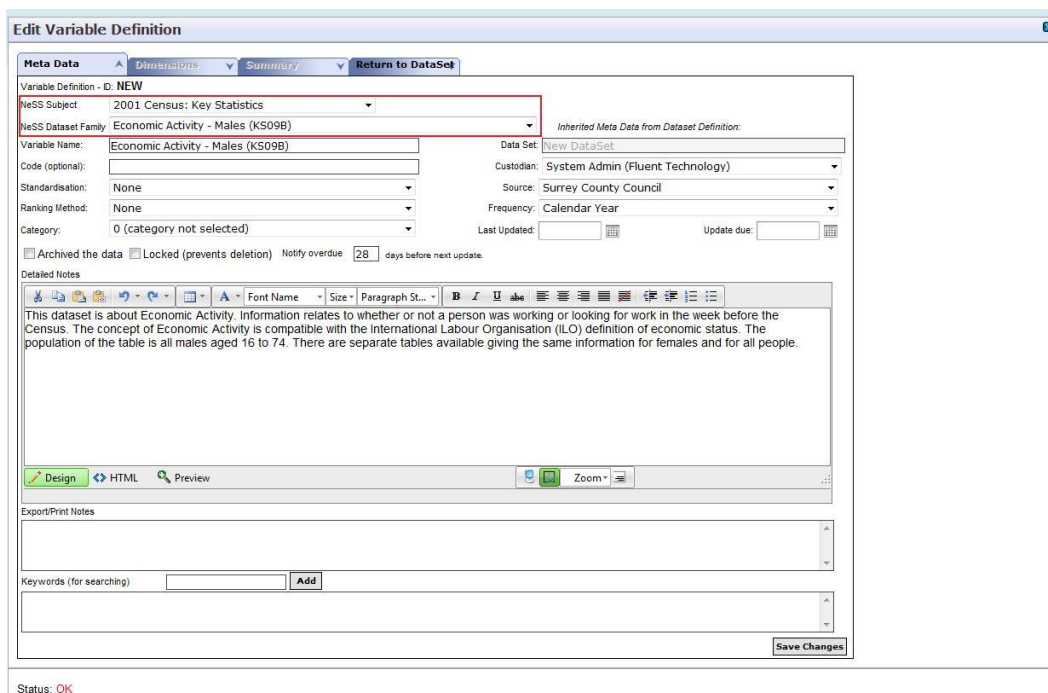 Edit Variable Definition
Meta Data Dimensions Summary Return to DataSet
Variable Definition - ID: NEW
NeSS Subject 2001 Census: Key Statistics
NeSS Dataset Family Economic Activity - Males (KS09B) Inherited Meta Data from Dataset Definition:
Variable Name: Economic Activity - Males (KS09B) Data Set: New DataSet
Code (optional): Custodian: System Admin (Fluent Technology)
Standardisation: None Source: Surrey County Council
Ranking Method: None Frequency: Calendar Year
Category: 0 (category not selected) Last Updated: Update due:
Archived the data Locked (prevents deletion) Notify overdue 28 days before next update.
Detailed Notes
A Font Name Size Paragraph St... B I U abc
This dataset is about Economic Activity. Information relates to whether or not a person was working or looking for work in the week before the
Census. The concept of Economic Activity is compatible with the International Labour Organisation (ILO) definition of economic status. The
population of the table is all males aged 16 to 74. There are separate tables available giving the same information for females and for all people.
Design HTML Preview Zoom
Export/Print Notes
Keywords (for searching) Add
Save Changes
Status: OK